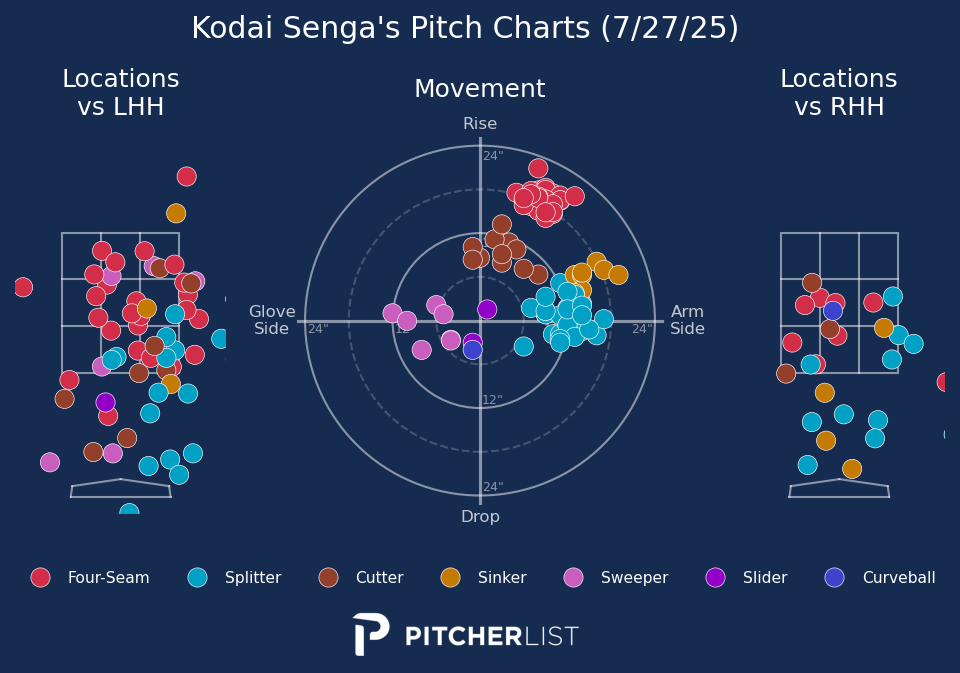 Kodai Senga's Pitch Charts (7/27/25)
Locations
vs LHH
Movement
Locations
vs RHH
Rise
24"
Glove
Side
24"
12"
24"
Arm
Side
12"
24"
Drop
Four-Seam
Splitter
Cutter
Sinker
Sweeper
Slider
Curveball
PITCHERLIST